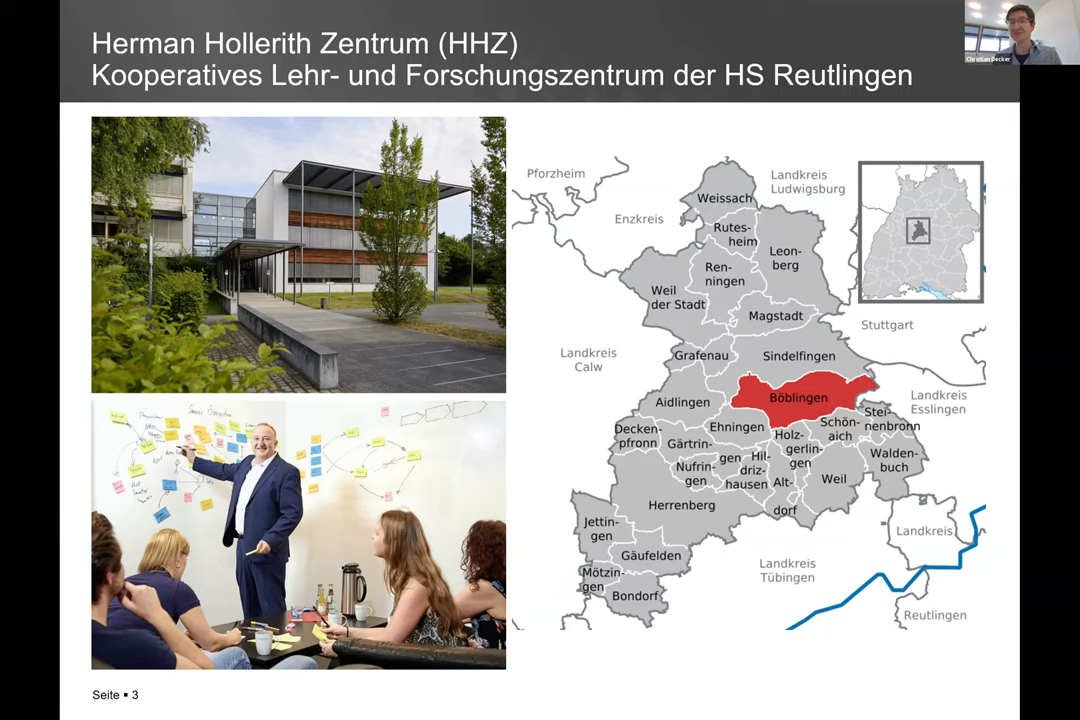 Herman Hollerith Zentrum (HHZ)
Kooperatives Lehr- und Forschungszentrum der HS Reutlingen
Christian Decker
Pforzheim
Landkreis
Ludwigsburg
Enzkreis
Weissach
Rutes-
heim
Leon-
berg
Ren-
ningen
Weil
der Stadt
Magstadt
Stuttgart
Landkreis
Calw
Grafenau
Sindelfingen
Böblingen
Landkreis
Esslingen
Aidlingen
Ehningen
Schön-
aich
Stei-
nenbronn
Decken-
pfronn
Gärtrin-
gen
Holz-
gerlin-
gen
Hil-
driz-
hausen
Walden-
buch
Nufrin-
gen
Alt-
dorf
Weil
Herrenberg
Jettin-
gen
Gäufelden
Mötzin-
gen
Bondorf
Landkreis
Tübingen
Landkreis
Reutlingen
Seite ▪ 3